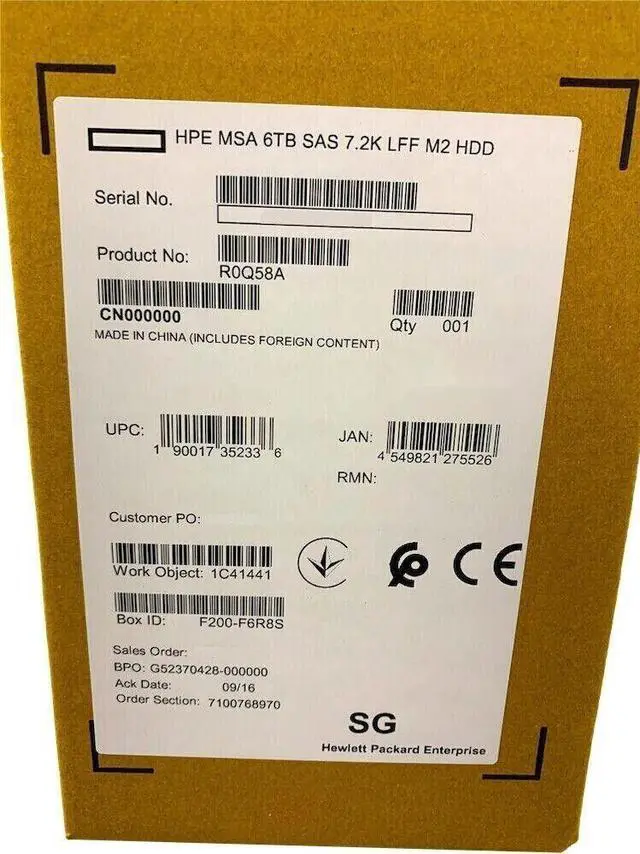 HPE MSA 6TB SAS 7.2K LFF M2 HDD
Serial No.
Product No:
R0Q58A
CN000000
Qty 001
MADE IN CHINA (INCLUDES FOREIGN CONTENT)
UPC: 1 90017 35233 6
JAN: 4 549821 275526
RMN:
Customer PO:
Work Object: 1C41441
Box ID: F200-F6R8S
Sales Order:
BPO: G52370428-000000
Ack Date: 09/16
Order Section: 7100768970
CE
SG
Hewlett Packard Enterprise